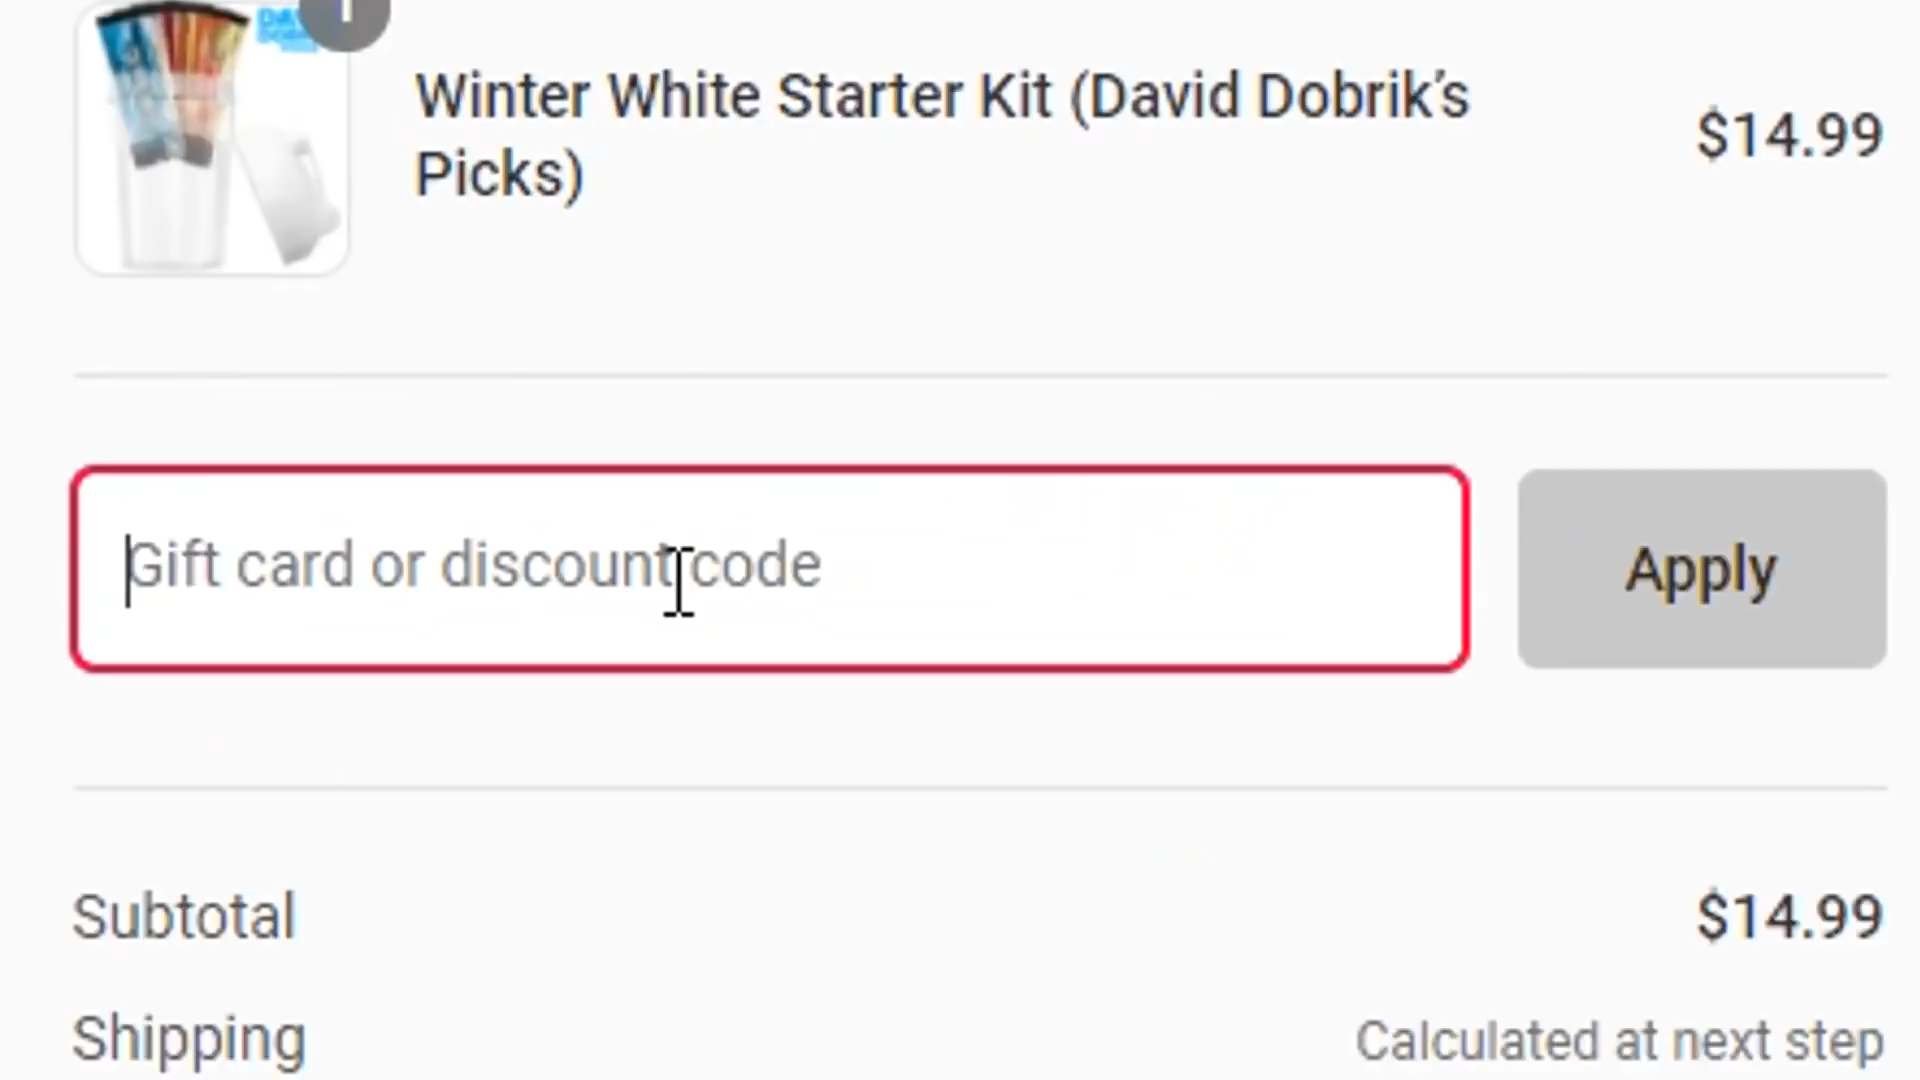 Winter White Starter Kit (David Dobrik’s
Picks)
$14.99
Gift card or discount code
Apply
Subtotal
$14.99
Shipping
Calculated at next step